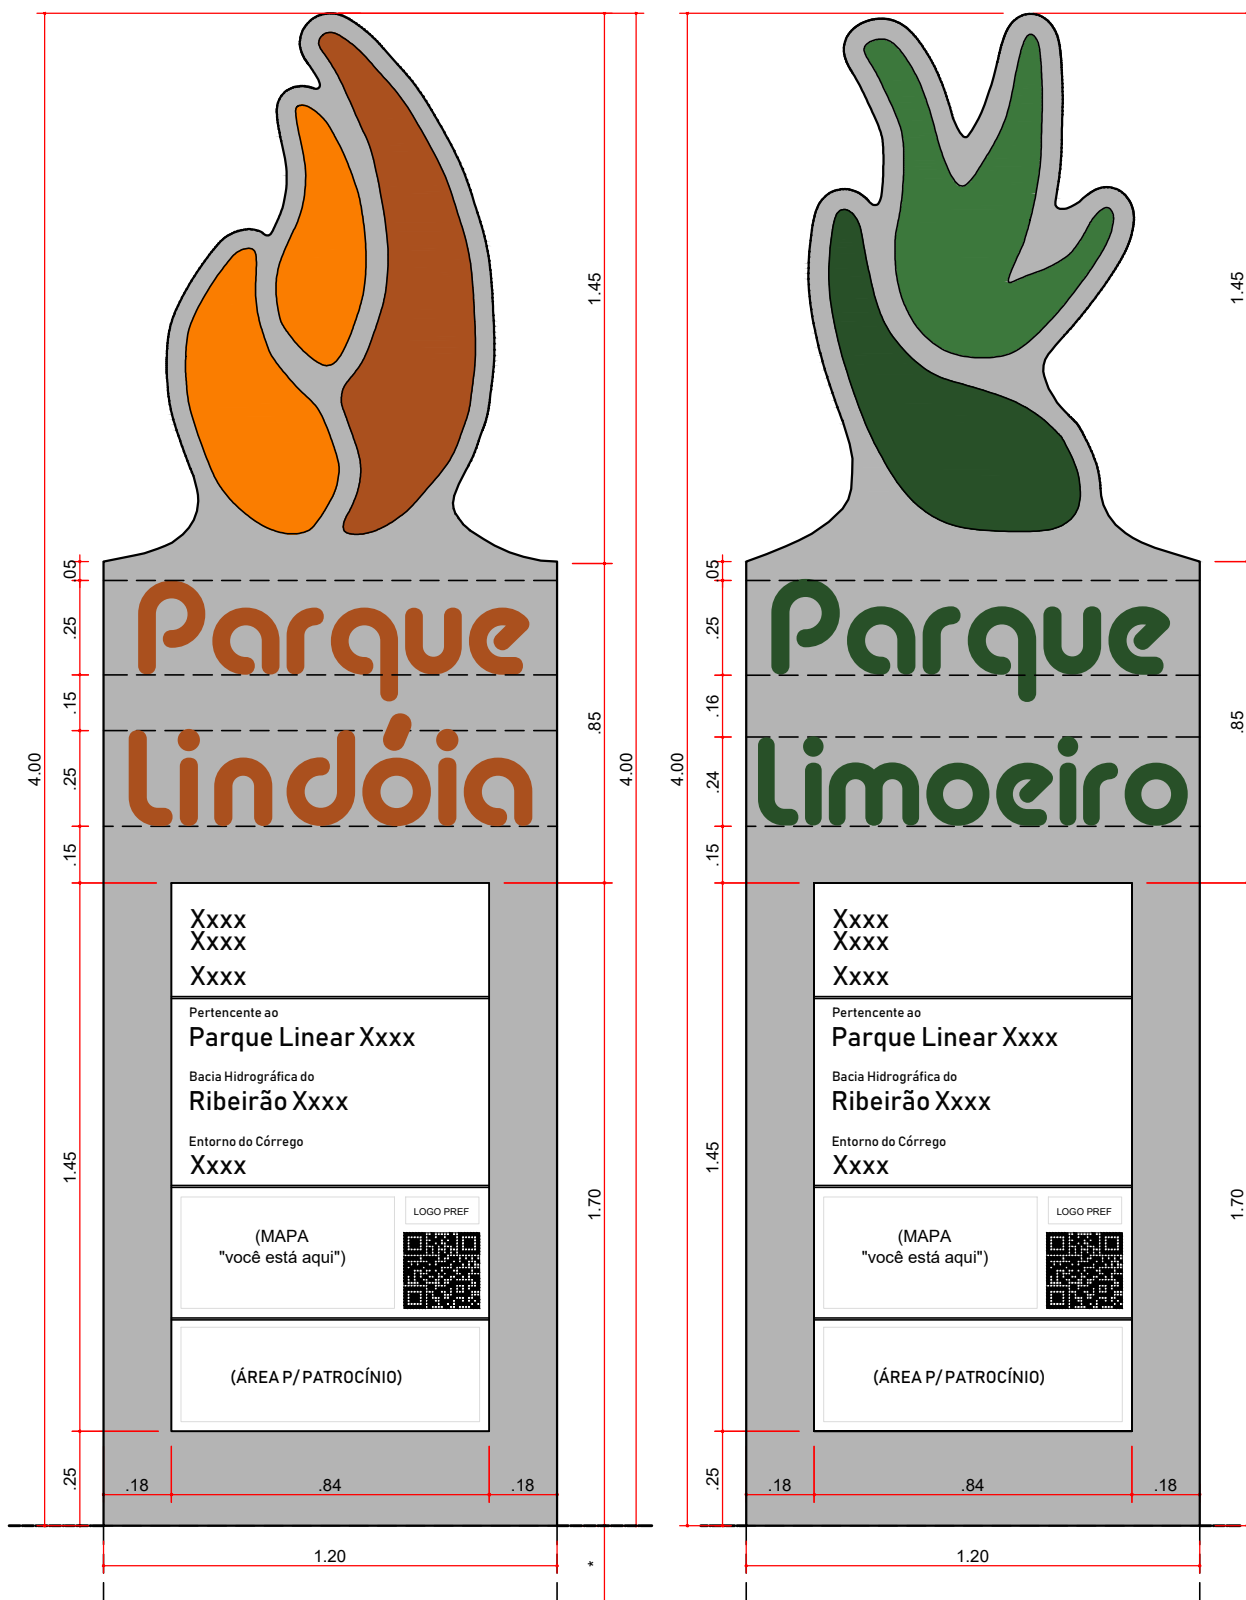 Parque
Lindóia
Xxxx
Xxxx
Xxxx
Pertencente ao
Parque Linear Xxxx
Bacia Hidrográfica do
Ribeirão Xxxx
Entorno do Córrego
Xxxx
(MAPA
"você está aqui")
LOGO PREF
(ÁREA P/ PATROCÍNIO)
4.00
.05
.25
.15
.25
.15
1.45
.25
1.45
.85
1.70
4.00
.18
.84
.18
1.20
*
Parque
Limoeiro
Xxxx
Xxxx
Xxxx
Pertencente ao
Parque Linear Xxxx
Bacia Hidrográfica do
Ribeirão Xxxx
Entorno do Córrego
Xxxx
(MAPA
"você está aqui")
LOGO PREF
(ÁREA P/ PATROCÍNIO)
4.00
.05
.25
.16
.24
.15
1.45
.25
1.45
.85
1.70
.18
.84
.18
1.20